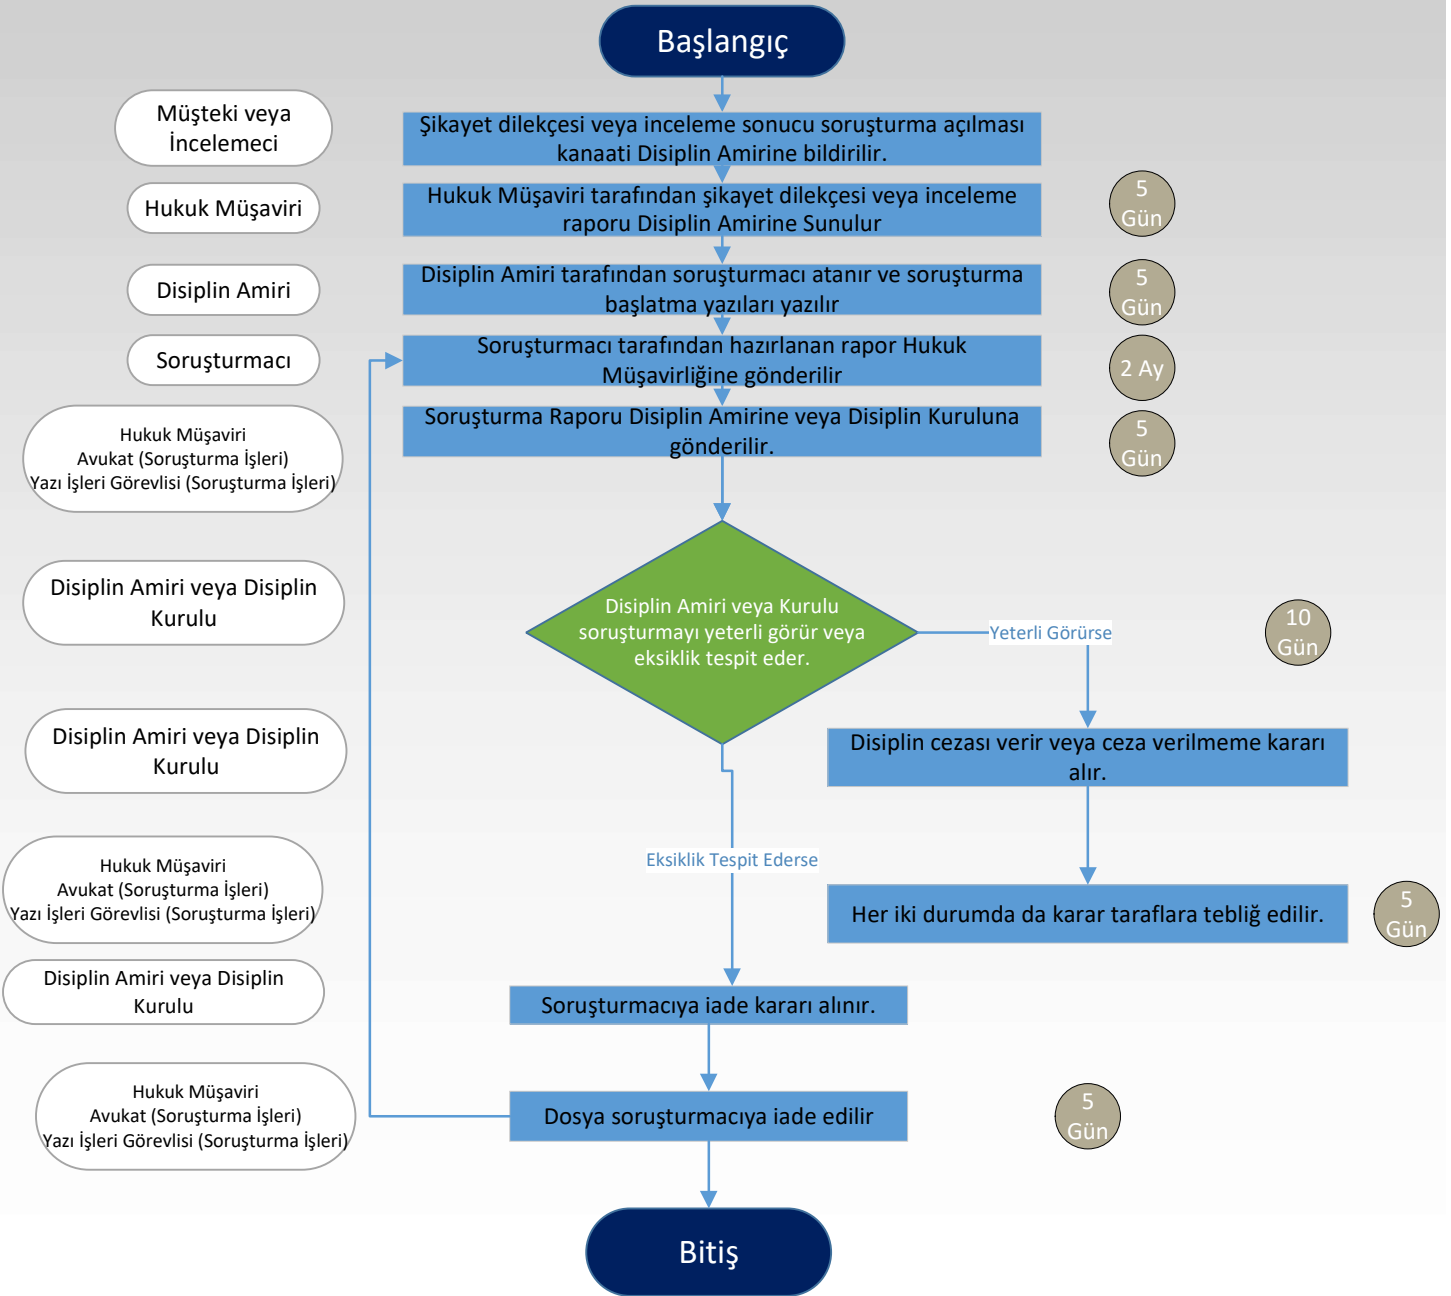 Başlangıç
Müşteki veya
İncelemeci
Şikayet dilekçesi veya inceleme sonucu soruşturma açılması
kanaati Disiplin Amirine bildirilir.
Hukuk Müşaviri
Hukuk Müşaviri tarafından şikayet dilekçesi veya inceleme
raporu Disiplin Amirine Sunulur
5
Gün
Disiplin Amiri
Disiplin Amiri tarafından soruşturmacı atanır ve soruşturma
başlatma yazıları yazılır
5
Gün
Soruşturmacı
Soruşturmacı tarafından hazırlanan rapor Hukuk
Müşavirliğine gönderilir
2 Ay
Hukuk Müşaviri
Avukat (Soruşturma İşleri)
Yazı İşleri Görevlisi (Soruşturma İşleri)
Soruşturma Raporu Disiplin Amirine veya Disiplin Kuruluna
gönderilir.
5
Gün
Disiplin Amiri veya Disiplin
Kurulu
Disiplin Amiri veya Kurulu
soruşturmayı yeterli görür veya
eksiklik tespit eder.
Yeterli Görürse
10
Gün
Disiplin Amiri veya Disiplin
Kurulu
Disiplin cezası verir veya ceza verilmeme kararı
alır.
Eksiklik Tespit Ederse
Hukuk Müşaviri
Avukat (Soruşturma İşleri)
Yazı İşleri Görevlisi (Soruşturma İşleri)
Her iki durumda da karar taraflara tebliğ edilir.
5
Gün
Disiplin Amiri veya Disiplin
Kurulu
Soruşturmacıya iade kararı alınır.
Hukuk Müşaviri
Avukat (Soruşturma İşleri)
Yazı İşleri Görevlisi (Soruşturma İşleri)
Dosya soruşturmacıya iade edilir
5
Gün
Bitiş